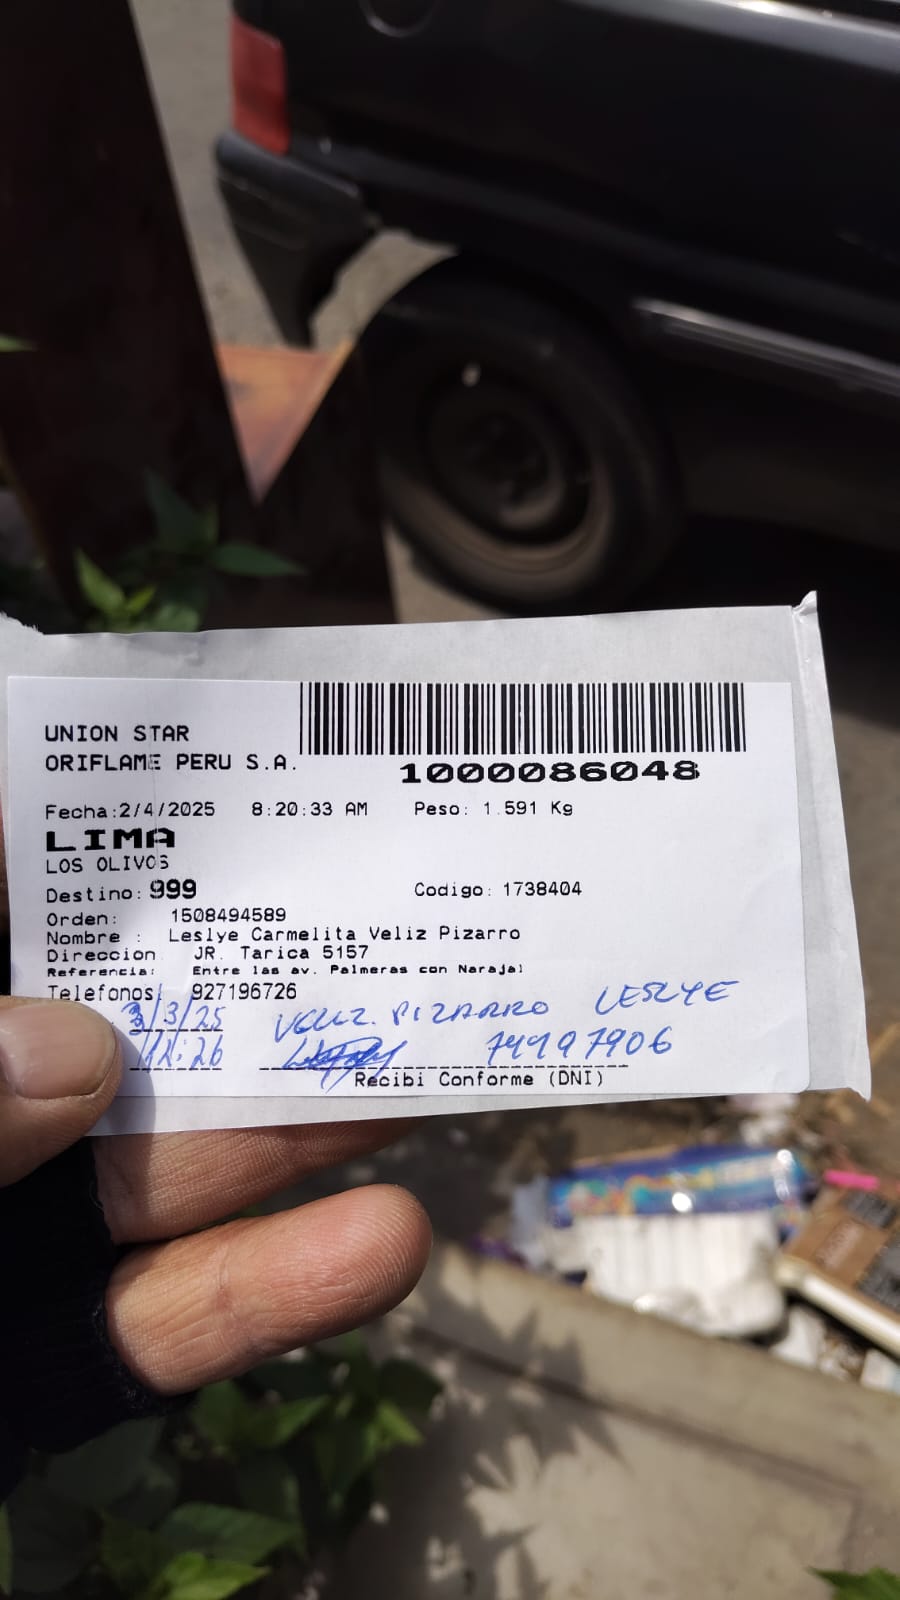 UNION STAR
ORIFLAME PERU S.A.
1000086048
Fecha:2/4/2025 8:20:33 AM Peso: 1.591 Kg
LIMA
LOS OLIVOS
Destino: 999 Codigo: 1738404
Orden: 1508494589
Nombre : Leslye Carmelita Veliz Pizarro
Direccion JR. Tarica 5157
Referencia: Entre las av. Palmeras con Naranjal
Telefonos 927196726
3/3/25 VELIZ. PIZARRO LESLYE
12:26 74497906
Recibi Conforme (DNI)